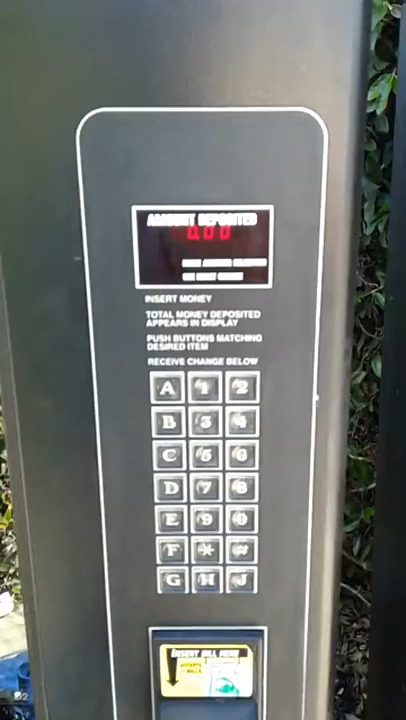 AMOUNT DEPOSITED
0.00
INSERT MONEY
TOTAL MONEY DEPOSITED
APPEARS IN DISPLAY
PUSH BUTTONS MATCHING
DESIRED ITEM
RECEIVE CHANGE BELOW
A 1 2
B 3 4
C 5 6
D 7 8
E 9 0
F * #
G H J
INSERT BILL HERE